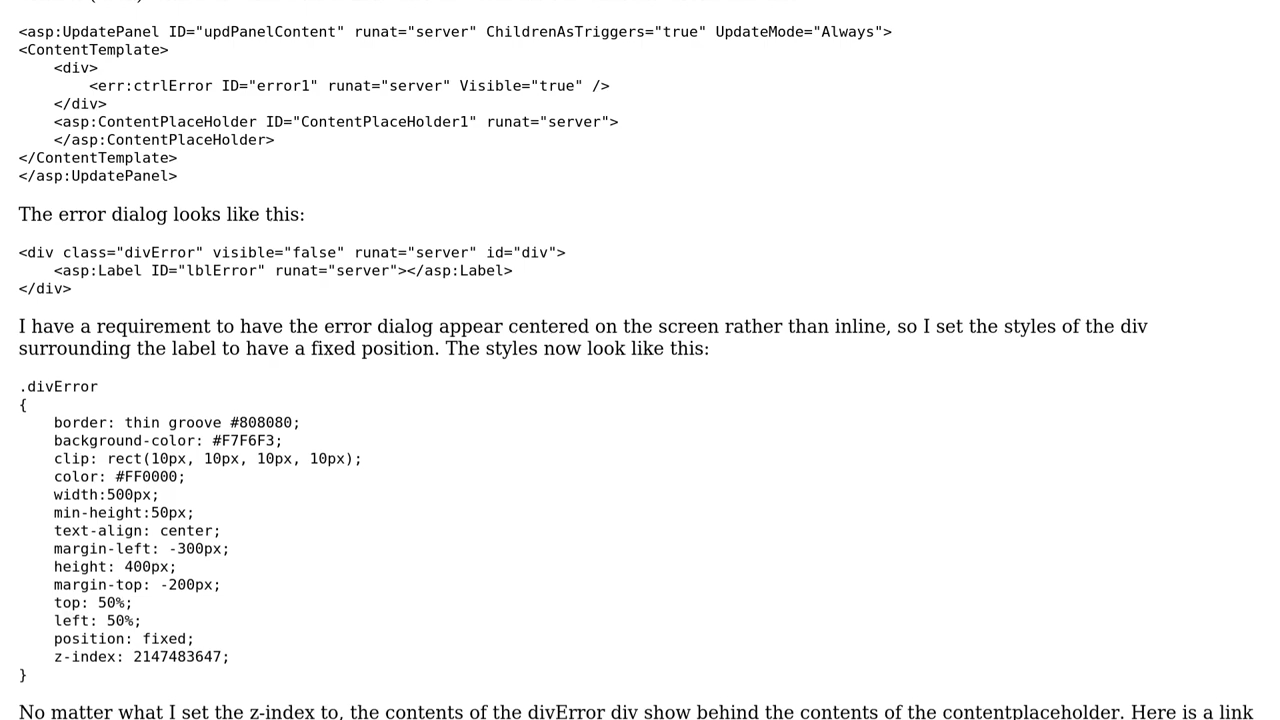 <asp:UpdatePanel ID="updPanelContent" runat="server" ChildrenAsTriggers="true" UpdateMode="Always">
<ContentTemplate>
    <div>
        <err:ctrlError ID="error1" runat="server" Visible="true" />
    </div>
    <asp:ContentPlaceHolder ID="ContentPlaceHolder1" runat="server">
    </asp:ContentPlaceHolder>
</ContentTemplate>
</asp:UpdatePanel>
The error dialog looks like this:
<div class="divError" visible="false" runat="server" id="div">
    <asp:Label ID="lblError" runat="server"></asp:Label>
</div>
I have a requirement to have the error dialog appear centered on the screen rather than inline, so I set the styles of the div
surrounding the label to have a fixed position. The styles now look like this:
.divError
{
    border: thin groove #808080;
    background-color: #F7F6F3;
    clip: rect(10px, 10px, 10px, 10px);
    color: #FF0000;
    width:500px;
    min-height:50px;
    text-align: center;
    margin-left: -300px;
    height: 400px;
    margin-top: -200px;
    top: 50%;
    left: 50%;
    position: fixed;
    z-index: 2147483647;
}
No matter what I set the z-index to, the contents of the divError div show behind the contents of the contentplaceholder. Here is a link